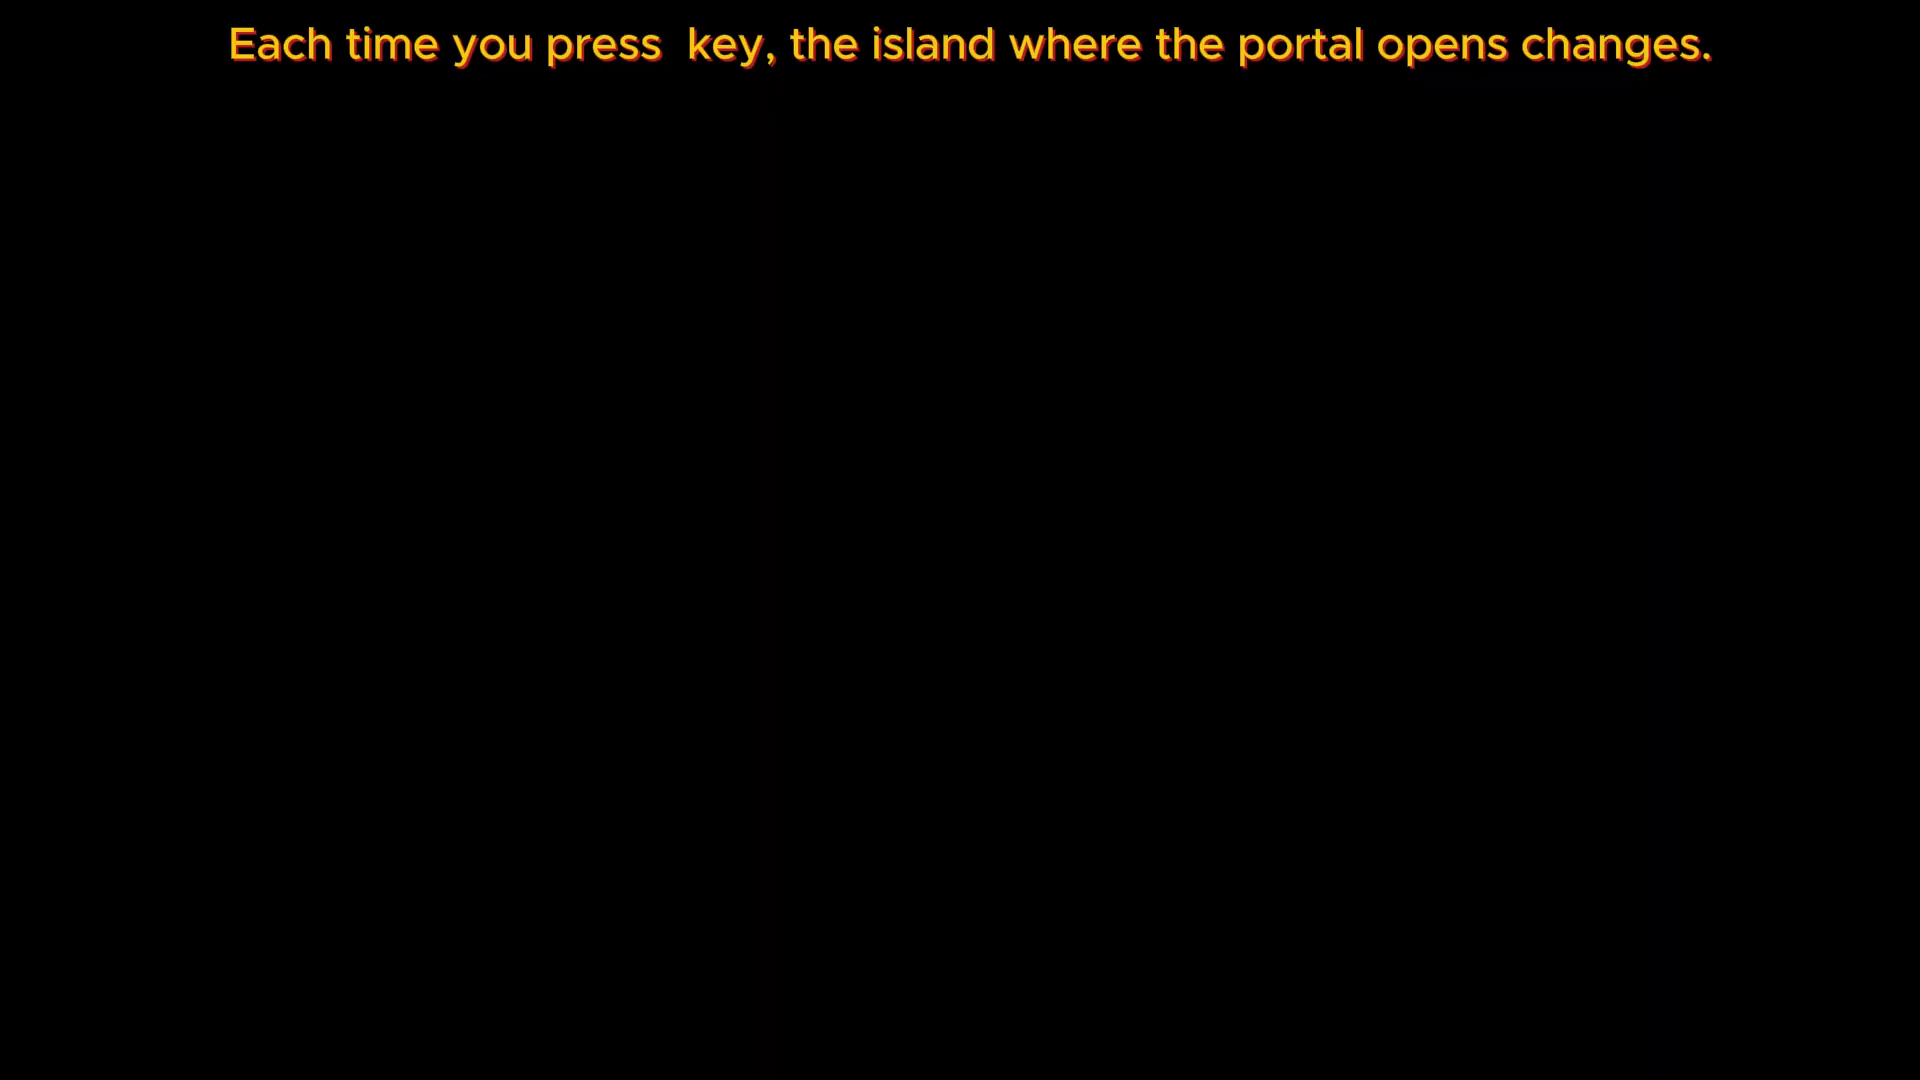 Each time you press  key, the island where the portal opens changes.